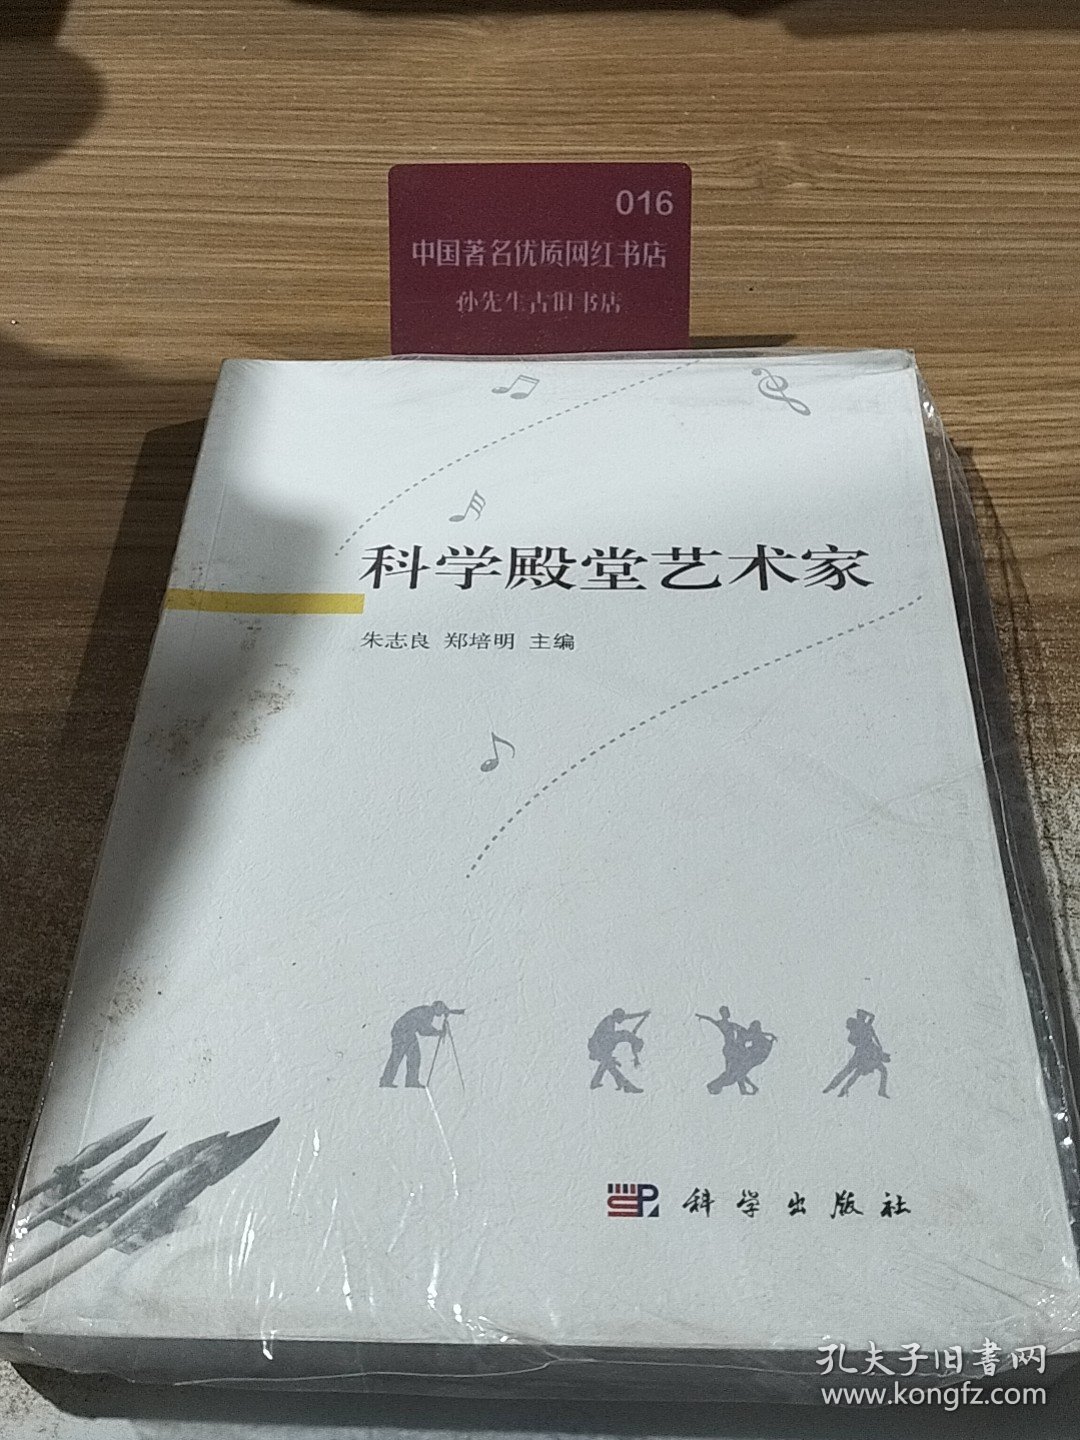 016
中国著名优质网红书店
孙先生古旧书店
科学殿堂艺术家
朱志良 郑培明 主编
SP 科学出版社
孔夫子旧書网
www.kongfz.com